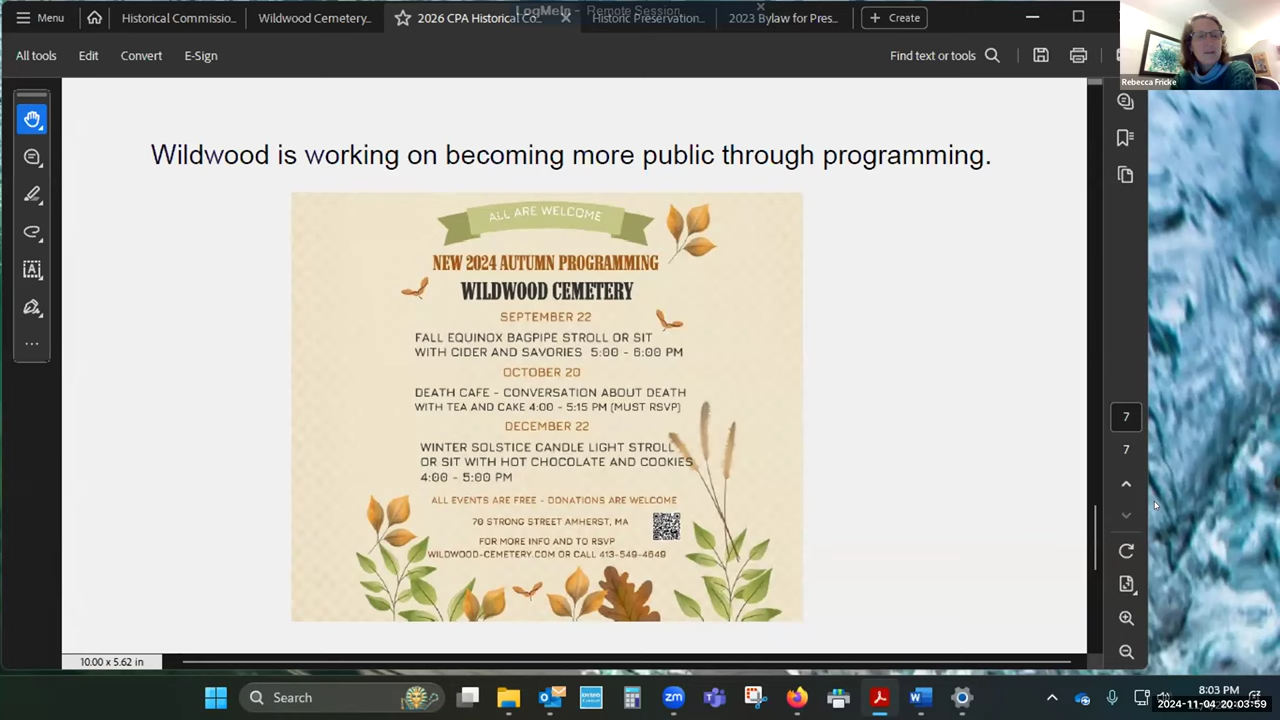 LogMeIn - Remote Session
Menu
Historical Commissio...
Wildwood Cemetery...
2026 CPA Historical Co...
Historic Preservation...
2023 Bylaw for Pres...
Create
All tools
Edit
Convert
E-Sign
Find text or tools
Rebecca Fricke
Wildwood is working on becoming more public through programming.
ALL ARE WELCOME
NEW 2024 AUTUMN PROGRAMMING
WILDWOOD CEMETERY
SEPTEMBER 22
FALL EQUINOX BAGPIPE STROLL OR SIT
WITH CIDER AND SAVORIES 5:00 - 6:00 PM
OCTOBER 20
DEATH CAFE - CONVERSATION ABOUT DEATH
WITH TEA AND CAKE 4:00 - 5:15 PM (MUST RSVP)
DECEMBER 22
WINTER SOLSTICE CANDLE LIGHT STROLL
OR SIT WITH HOT CHOCOLATE AND COOKIES
4:00 - 5:00 PM
ALL EVENTS ARE FREE - DONATIONS ARE WELCOME
70 STRONG STREET AMHERST, MA
FOR MORE INFO AND TO RSVP
WILDWOOD-CEMETERY.COM OR CALL 413-549-4649
7
7
10.00 x 5.62 in
Search
zm
8:03 PM
2024-11-04 20:03:59